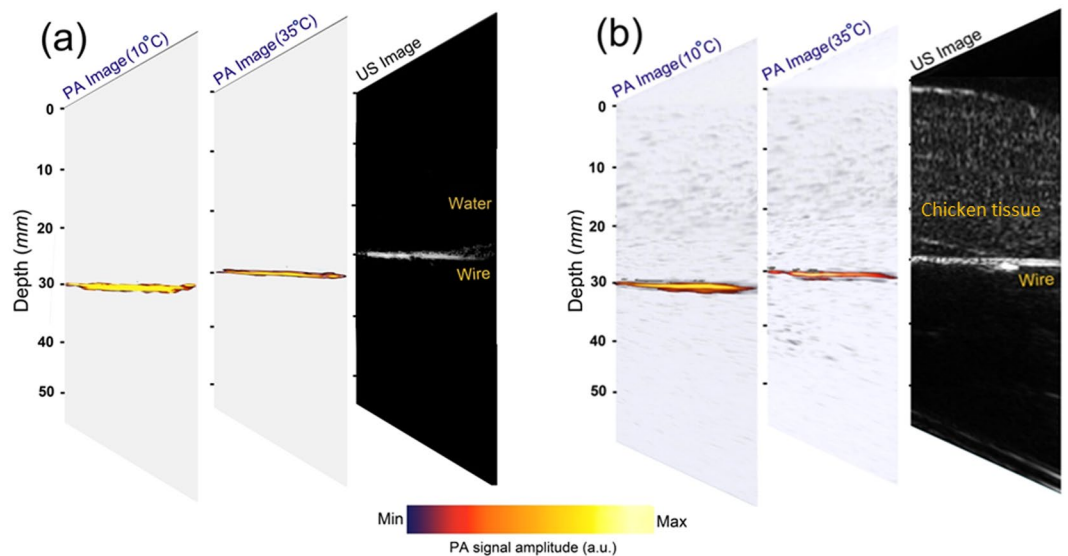 (a)
PA Image(10°C)
PA Image(35°C)
US Image
0
10
20
30
40
50
Depth (mm)
Water
Wire
(b)
PA Image(10°C)
PA Image(35°C)
US Image
0
10
20
30
40
50
Depth (mm)
Chicken tissue
Wire
Min
Max
PA signal amplitude (a.u.)